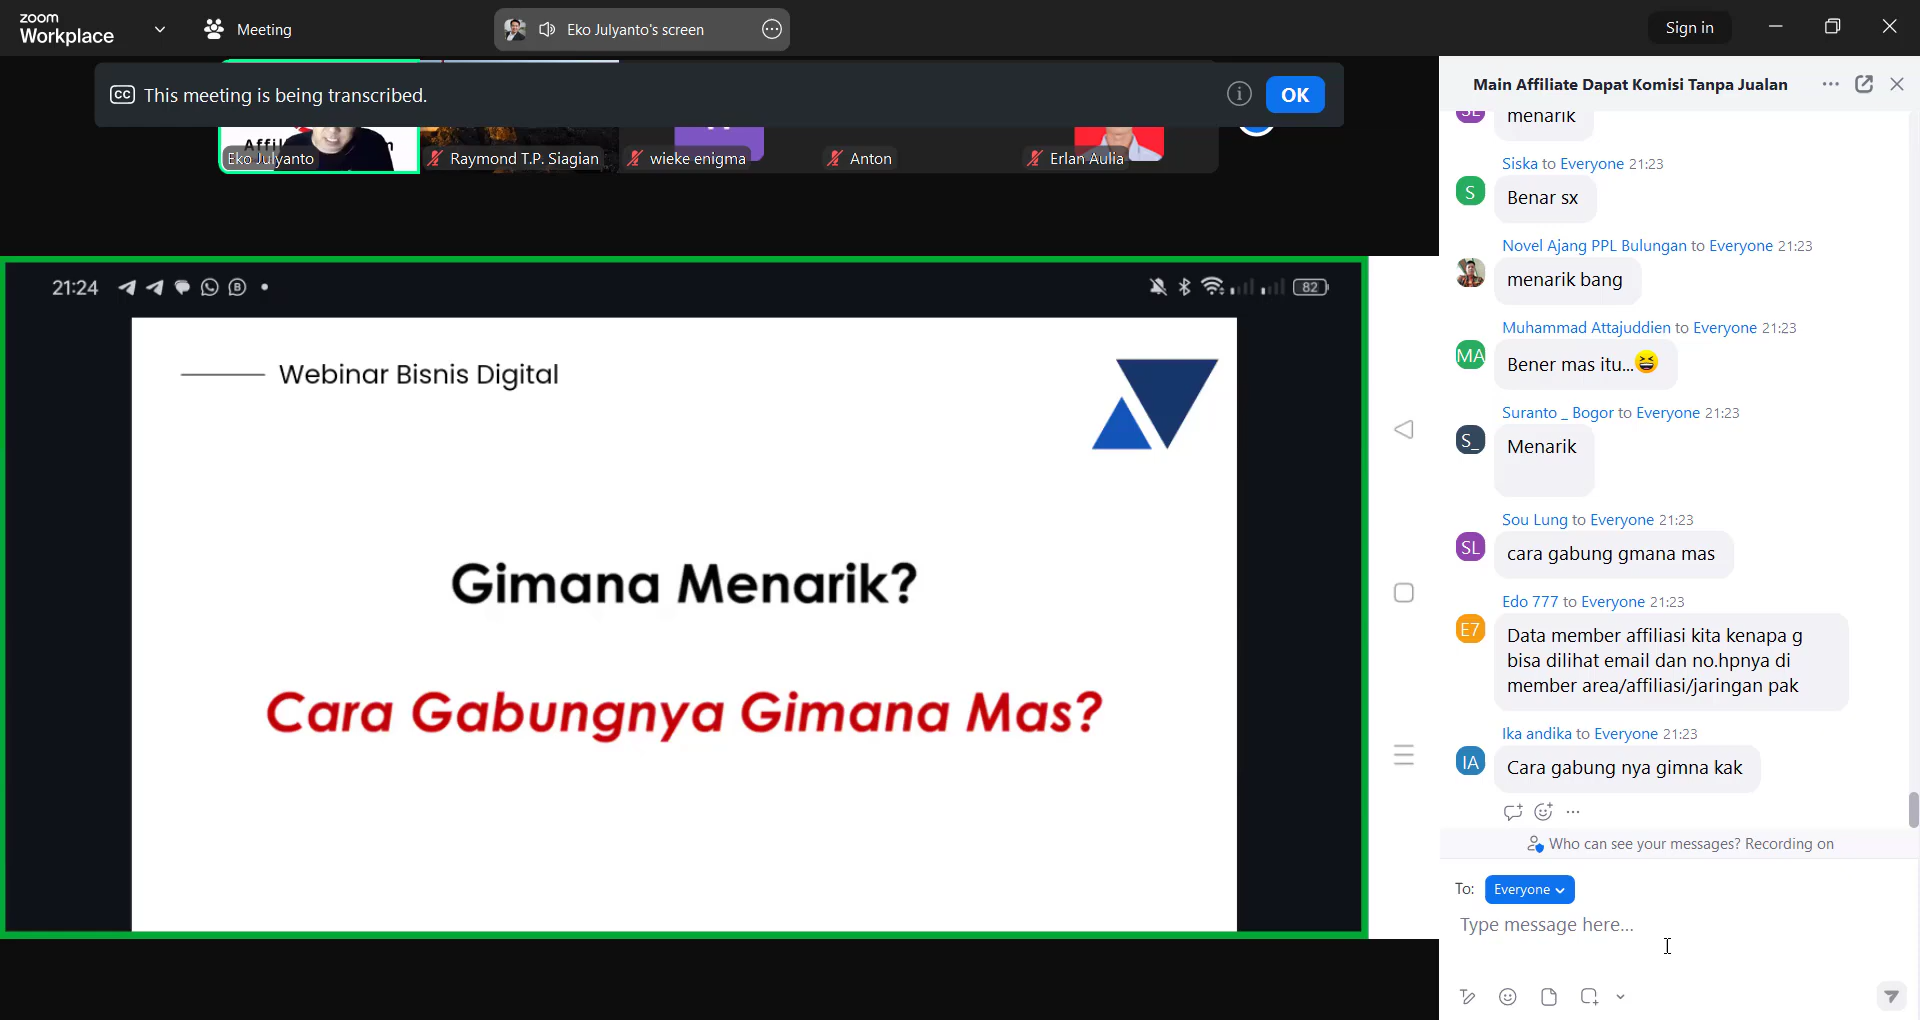 zoom
Workplace
Meeting
Eko Julyanto's screen
Sign in
CC This meeting is being transcribed.
OK
Eko Julyanto
Raymond T.P. Siagian
wieke enigma
Anton
Erlan Aulia
21:24
82
Webinar Bisnis Digital
Gimana Menarik?
Cara Gabungnya Gimana Mas?
Main Affiliate Dapat Komisi Tanpa Jualan
menarik
Siska to Everyone 21:23
S
Benar sx
Novel Ajang PPL Bulungan to Everyone 21:23
menarik bang
Muhammad Attajuddien to Everyone 21:23
MA
Bener mas itu...😆
Suranto _ Bogor to Everyone 21:23
S_
Menarik
Sou Lung to Everyone 21:23
SL
cara gabung gmana mas
Edo 777 to Everyone 21:23
E7
Data member affiliasi kita kenapa g
bisa dilihat email dan no.hpnya di
member area/affiliasi/jaringan pak
Ika andika to Everyone 21:23
IA
Cara gabung nya gimna kak
Who can see your messages? Recording on
To: Everyone
Type message here...